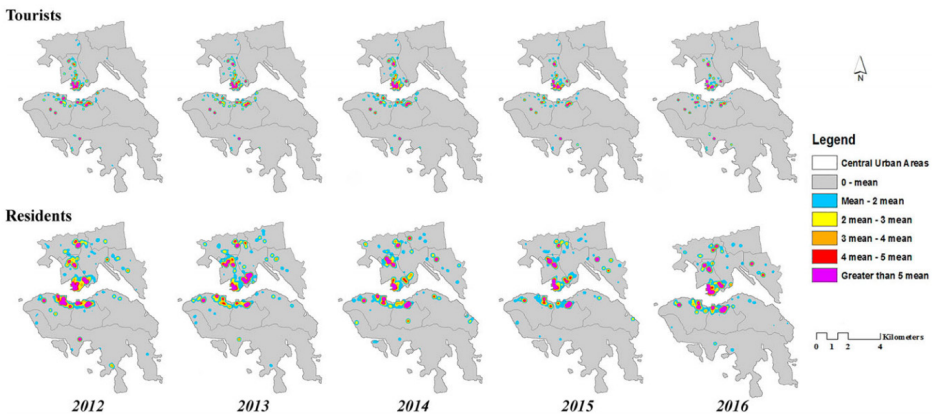 Tourists
N
Legend
Central Urban Areas
0 - mean
Mean - 2 mean
2 mean - 3 mean
3 mean - 4 mean
4 mean - 5 mean
Greater than 5 mean
Residents
Kilometers
0 1 2 4
2012 2013 2014 2015 2016